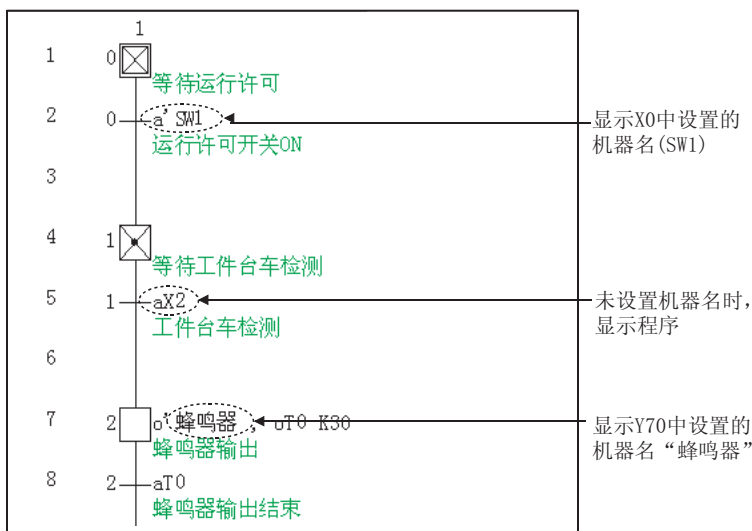 1
1 0
等待运行许可
2 0 a' SW1
运行许可开关ON
显示X0中设置的
机器名(SW1)
3
4 1
等待工件台车检测
5 1 aX2
工件台车检测
未设置机器名时，
显示程序
6
7 2 o'蜂鸣器 , oT0 K30
蜂鸣器输出
显示Y70中设置的
机器名“蜂鸣器”
8 2 aT0
蜂鸣器输出结束